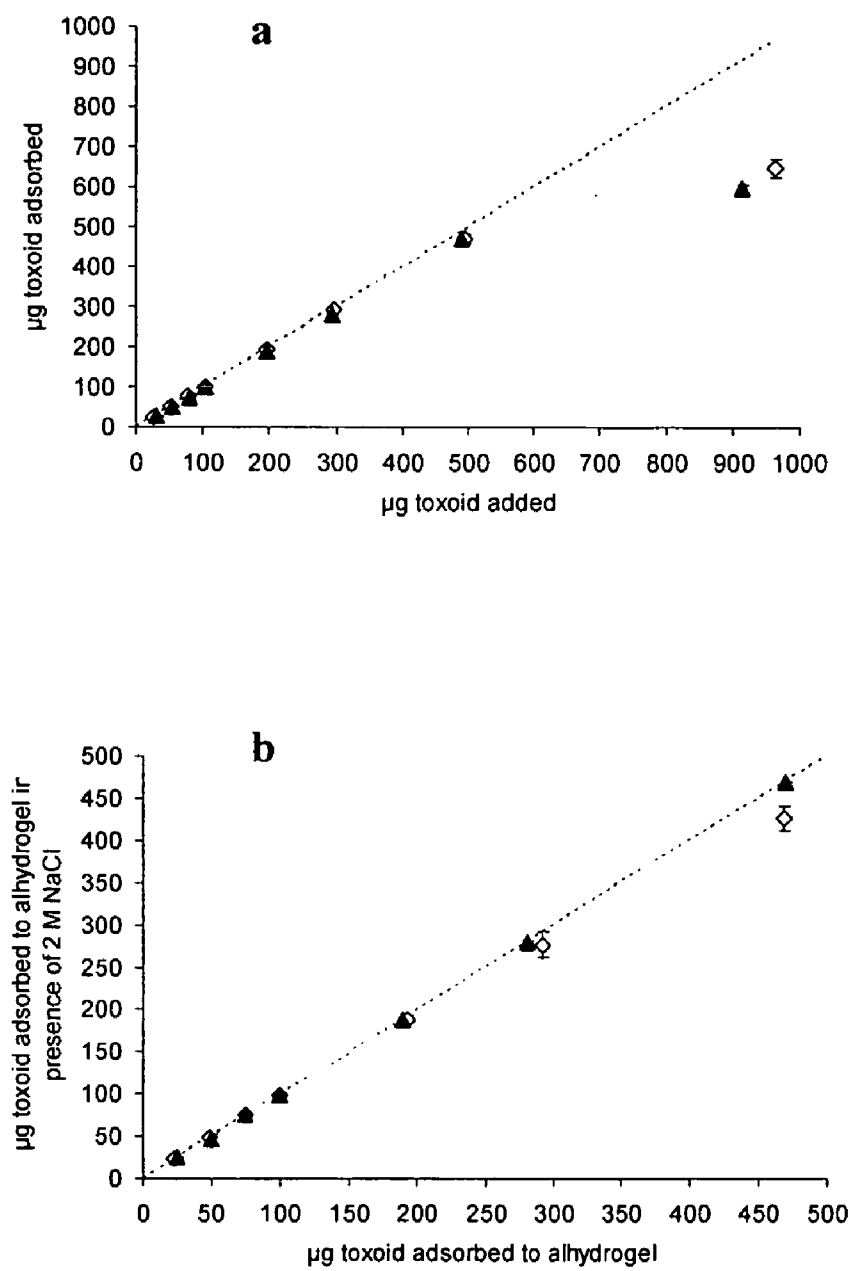 a
1000
900
800
700
600
500
400
300
200
100
0
µg toxoid adsorbed
0 100 200 300 400 500 600 700 800 900 1000
µg toxoid added
b
500
450
400
350
300
250
200
150
100
50
0
µg toxoid adsorbed to alhydrogel ir
presence of 2 M NaCl
0 50 100 150 200 250 300 350 400 450 500
µg toxoid adsorbed to alhydrogel